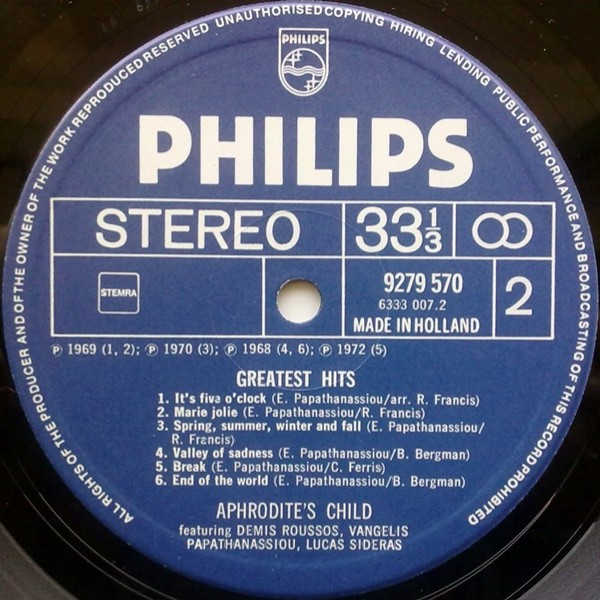 ALL RIGHTS OF THE PRODUCER AND OF THE OWNER OF THE WORK REPRODUCED RESERVED UNAUTHORISED COPYING HIRING LENDING PUBLIC PERFORMANCE AND BROADCASTING OF THIS RECORD PROHIBITED
PHILIPS
PHILIPS
STEREO 33 1/3
STEMRA
9279 570
6333 007.2
MADE IN HOLLAND
2
Ⓟ 1969 (1, 2); Ⓟ 1970 (3); Ⓟ 1968 (4, 6); Ⓟ 1972 (5)
GREATEST HITS
1. It's five o'clock (E. Papathanassiou/arr. R. Francis)
2. Marie jolie (E. Papathanassiou/R. Francis)
3. Spring, summer, winter and fall (E. Papathanassiou/
R. Francis)
4. Valley of sadness (E. Papathanassiou/B. Bergman)
5. Break (E. Papathanassiou/C. Ferris)
6. End of the world (E. Papathanassiou/B. Bergman)
APHRODITE'S CHILD
featuring DEMIS ROUSSOS, VANGELIS
PAPATHANASSIOU, LUCAS SIDERAS